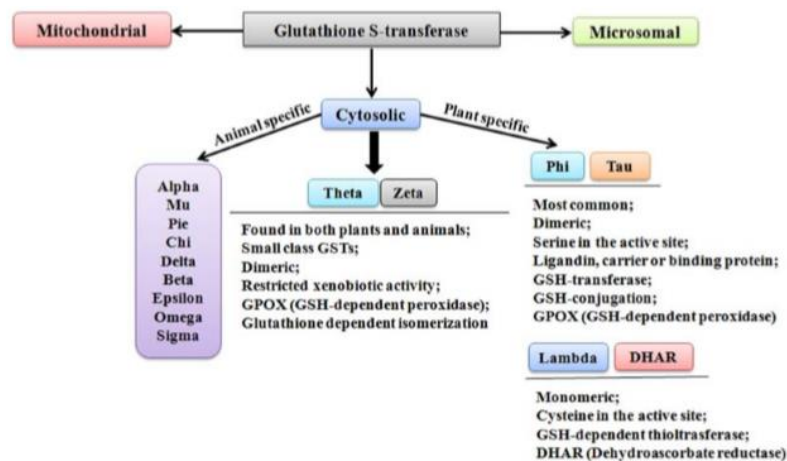 Mitochondrial
Glutathione S-transferase
Microsomal
Animal specific
Cytosolic
Plant specific
Alpha
Mu
Pie
Chi
Delta
Beta
Epsilon
Omega
Sigma
Theta
Zeta
Found in both plants and animals;
Small class GSTs;
Dimeric;
Restricted xenobiotic activity;
GPOX (GSH-dependent peroxidase);
Glutathione dependent isomerization
Phi
Tau
Most common;
Dimeric;
Serine in the active site;
Ligandin, carrier or binding protein;
GSH-transferase;
GSH-conjugation;
GPOX (GSH-dependent peroxidase)
Lambda
DHAR
Monomeric;
Cysteine in the active site;
GSH-dependent thioltrasferase;
DHAR (Dehydroascorbate reductase)